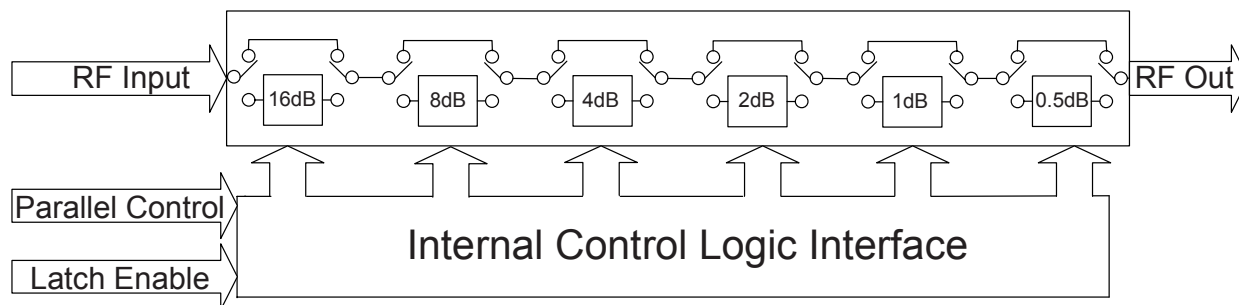 RF Input
16dB
8dB
4dB
2dB
1dB
0.5dB
RF Out
Parallel Control
Internal Control Logic Interface
Latch Enable